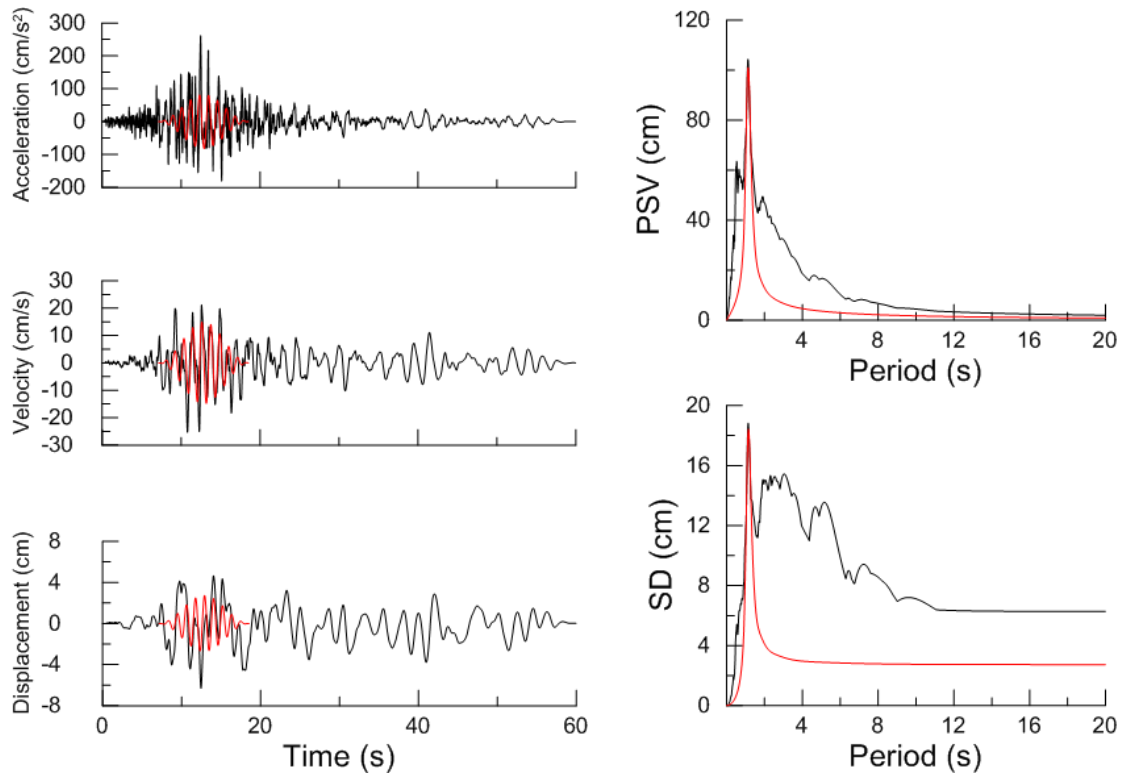 300
200
100
0
-100
-200
Acceleration (cm/s²)
30
20
10
0
-10
-20
-30
Velocity (cm/s)
8
4
0
-4
-8
Displacement (cm)
0 20 40 60
Time (s)
120
80
40
0
PSV (cm)
4 8 12 16 20
Period (s)
20
16
12
8
4
0
SD (cm)
4 8 12 16 20
Period (s)